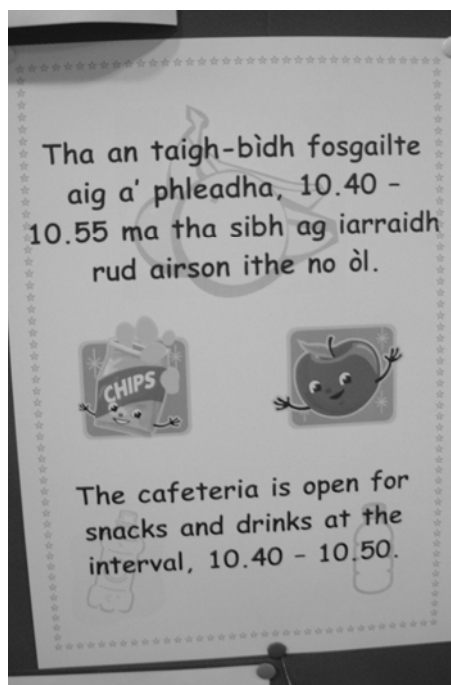 Tha an taigh-bìdh fosgailte
aig a' phleadha, 10.40 -
10.55 ma tha sibh ag iarraidh
rud airson ithe no òl.
CHIPS
The cafeteria is open for
snacks and drinks at the
interval, 10.40 - 10.50.